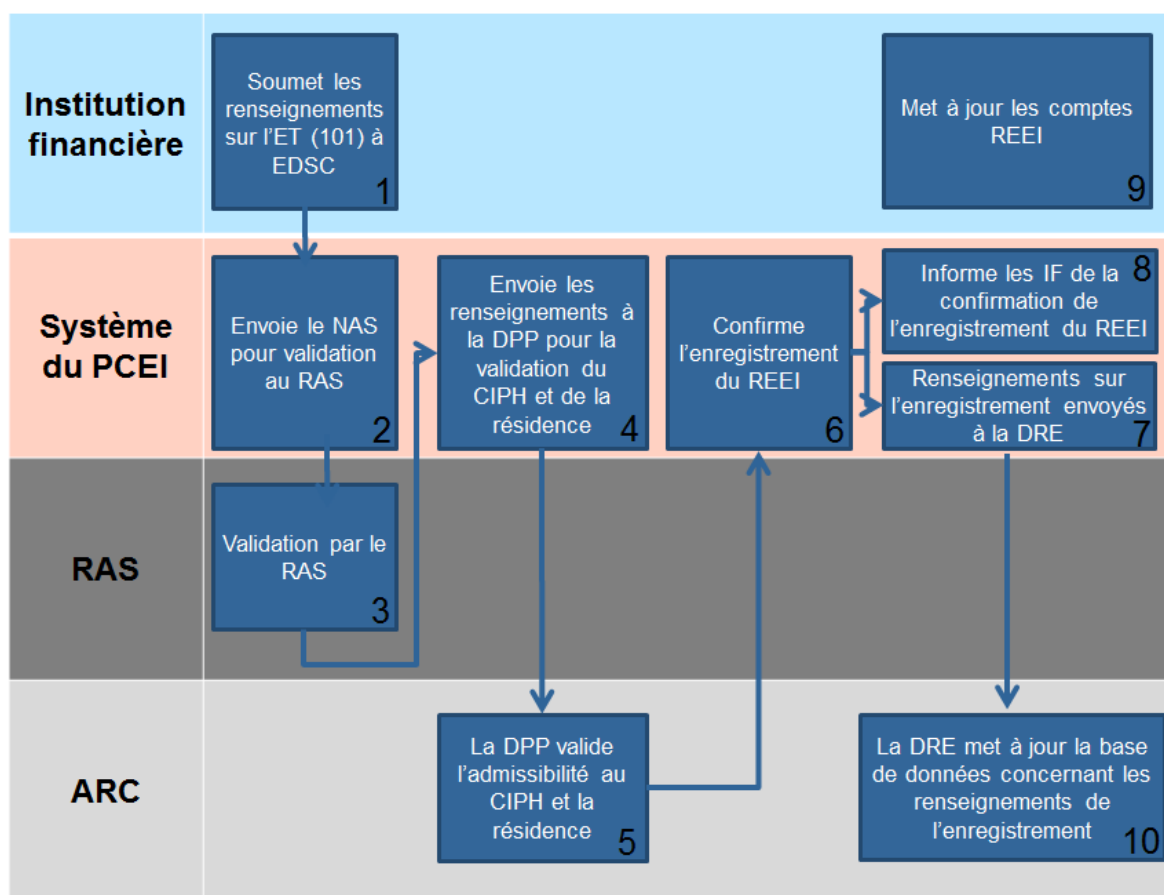 Institution
financière
Soumet les
renseignements
sur l'ET (101) à
EDSC
1
Met à jour les comptes
REEI
9
Système
du PCEI
Envoie le NAS
pour validation
au RAS
2
Envoie les
renseignements à
la DPP pour la
validation du
CIPH et de la
résidence
4
Confirme
l'enregistrement
du REEI
6
Informe les IF de la
confirmation de
l'enregistrement du REEI
8
Renseignements sur
l'enregistrement envoyés
à la DRE
7
RAS
Validation par le
RAS
3
ARC
La DPP valide
l'admissibilité au
CIPH et la
résidence
5
La DRE met à jour la base
de données concernant les
renseignements de
l'enregistrement
10